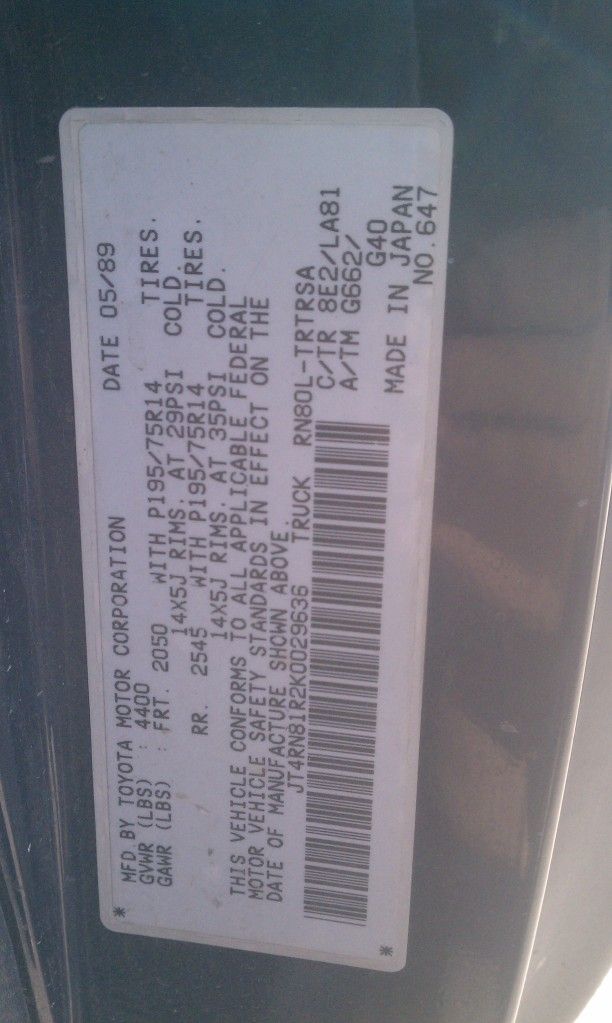 MFD BY TOYOTA MOTOR CORPORATION DATE 05/89
GVWR (LBS) : 4400
GAWR (LBS) : FRT. 2050 WITH P195/75R14 TIRES.
14X5J RIMS. AT 29PSI COLD.
RR. 2545 WITH P195/75R14 TIRES.
14X5J RIMS. AT 35PSI COLD.
THIS VEHICLE CONFORMS TO ALL APPLICABLE FEDERAL
MOTOR VEHICLE SAFETY STANDARDS IN EFFECT ON THE
DATE OF MANUFACTURE SHOWN ABOVE.
JT4RN81R2K0029636 TRUCK RN80L-TRTRSA
C/TR 8E2/LA81
A/TM G662/
G40
MADE IN JAPAN
NO.647
* *